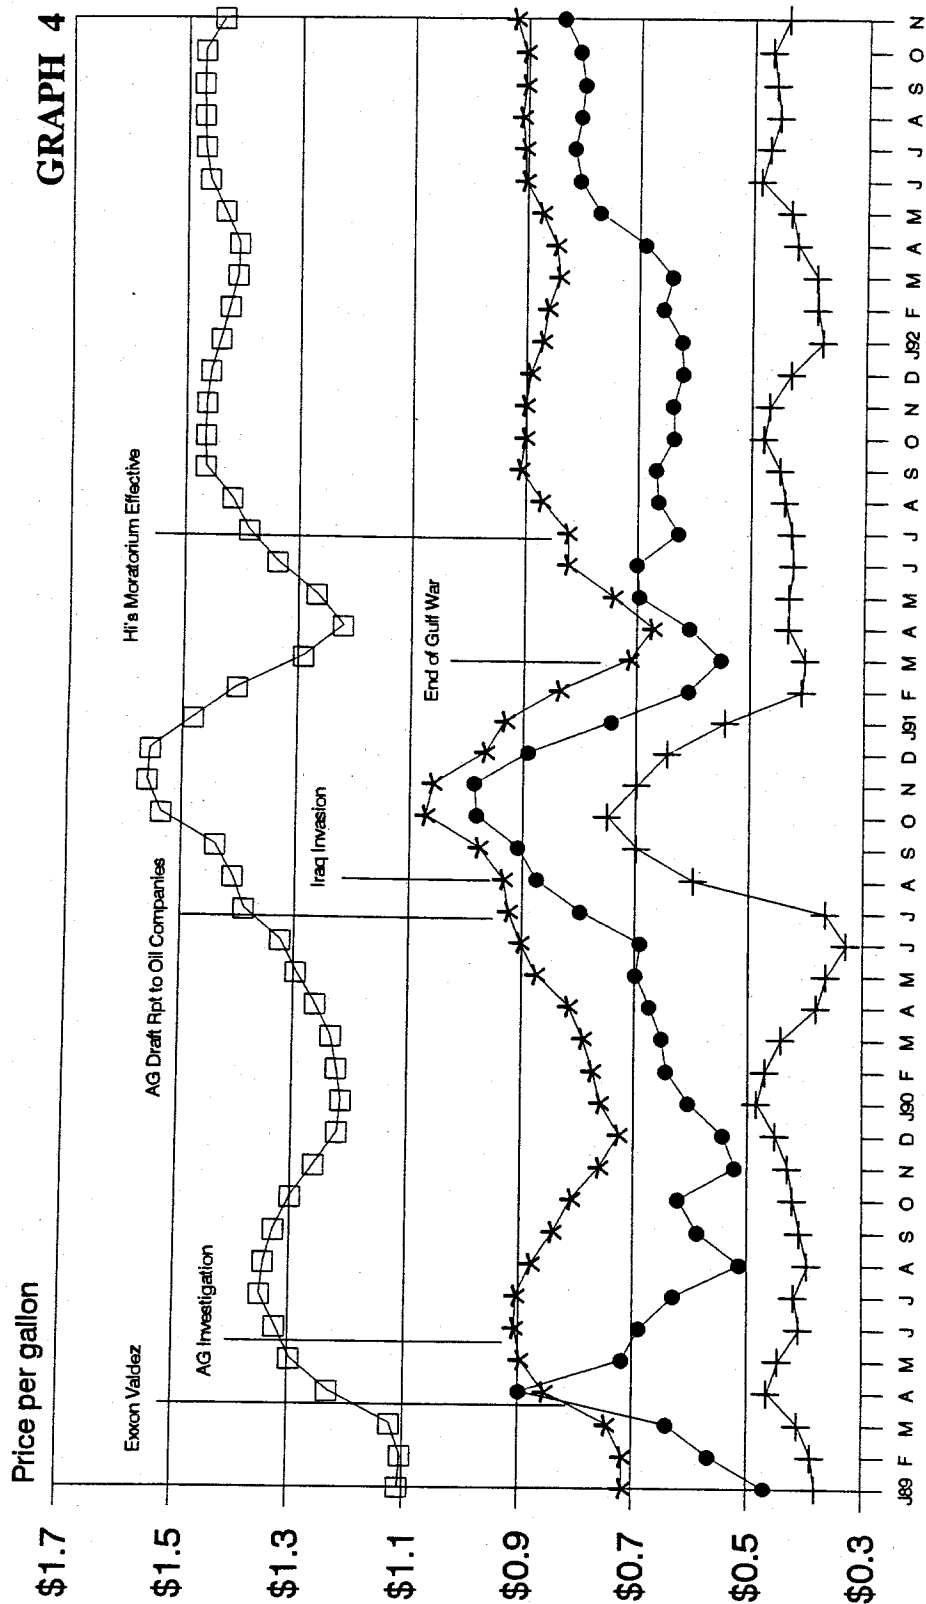 GRAPH 4
Price per gallon
$1.7
$1.5
$1.3
$1.1
$0.9
$0.7
$0.5
$0.3
Exxon Valdez
AG Investigation
AG Draft Rpt to Oil Companies
Iraq Invasion
End of Gulf War
Hi's Moratorium Effective
J89 F M A M J J A S O N D J90 F M A M J J A S O N D J91 F M A M J J A S O N D J92 F M A M J J A S O N